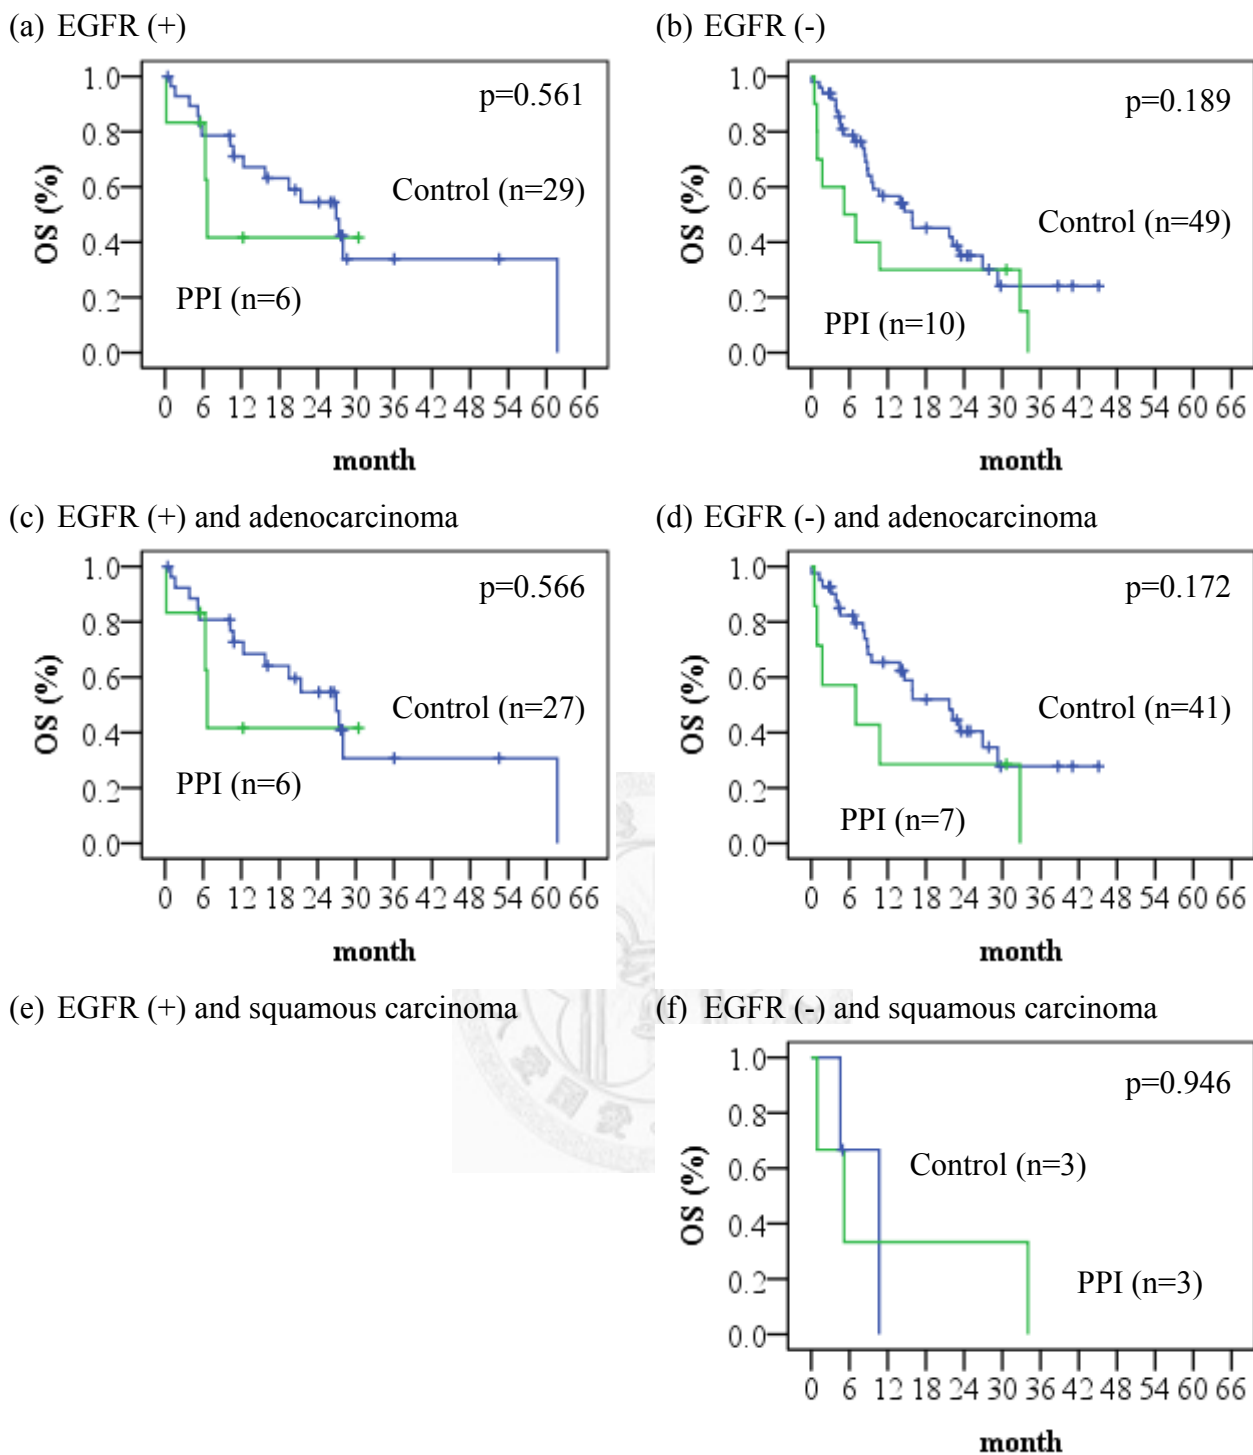 (a) EGFR (+)
1.0
0.8
0.6
0.4
0.2
0.0
OS (%)
p=0.561
Control (n=29)
PPI (n=6)
0 6 12 18 24 30 36 42 48 54 60 66
month
(b) EGFR (-)
1.0
0.8
0.6
0.4
0.2
0.0
OS (%)
p=0.189
Control (n=49)
PPI (n=10)
0 6 12 18 24 30 36 42 48 54 60 66
month
(c) EGFR (+) and adenocarcinoma
1.0
0.8
0.6
0.4
0.2
0.0
OS (%)
p=0.566
Control (n=27)
PPI (n=6)
0 6 12 18 24 30 36 42 48 54 60 66
month
(d) EGFR (-) and adenocarcinoma
1.0
0.8
0.6
0.4
0.2
0.0
OS (%)
p=0.172
Control (n=41)
PPI (n=7)
0 6 12 18 24 30 36 42 48 54 60 66
month
(e) EGFR (+) and squamous carcinoma
(f) EGFR (-) and squamous carcinoma
1.0
0.8
0.6
0.4
0.2
0.0
OS (%)
p=0.946
Control (n=3)
PPI (n=3)
0 6 12 18 24 30 36 42 48 54 60 66
month